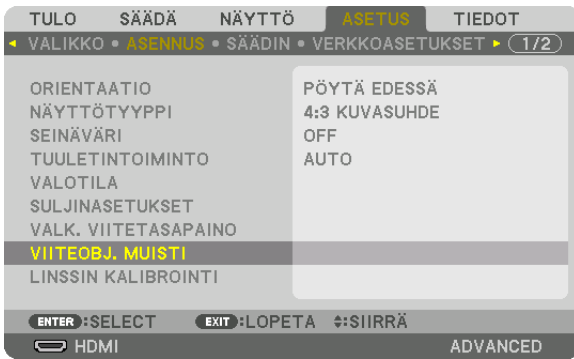 TULO SÄÄDÄ NÄYTTÖ ASETUS TIEDOT
VALIKKO • ASENNUS • SÄÄDIN • VERKKOASETUKSET 1/2
ORIENTAATIO PÖYTÄ EDESSÄ
NÄYTTÖTYYPPI 4:3 KUVASUHDE
SEINÄVÄRI OFF
TUULETINTOIMINTO AUTO
VALOTILA
SULJINASETUKSET
VALK. VIITETASAPAINO
VIITEOBJ. MUISTI
LINSSIN KALIBROINTI
ENTER :SELECT EXIT :LOPETA :SIIRRÄ
HDMI ADVANCED